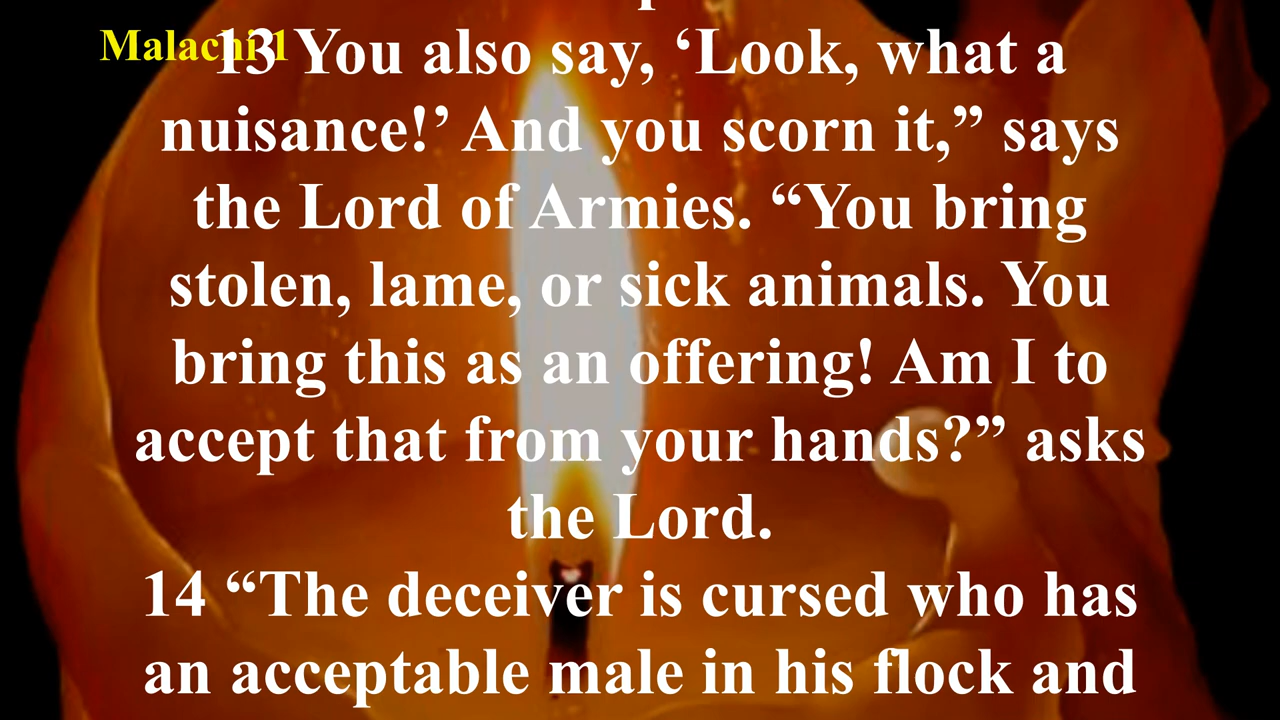 Malachi 1
13 You also say, ‘Look, what a
nuisance!’ And you scorn it,” says
the Lord of Armies. “You bring
stolen, lame, or sick animals. You
bring this as an offering! Am I to
accept that from your hands?” asks
the Lord.
14 “The deceiver is cursed who has
an acceptable male in his flock and